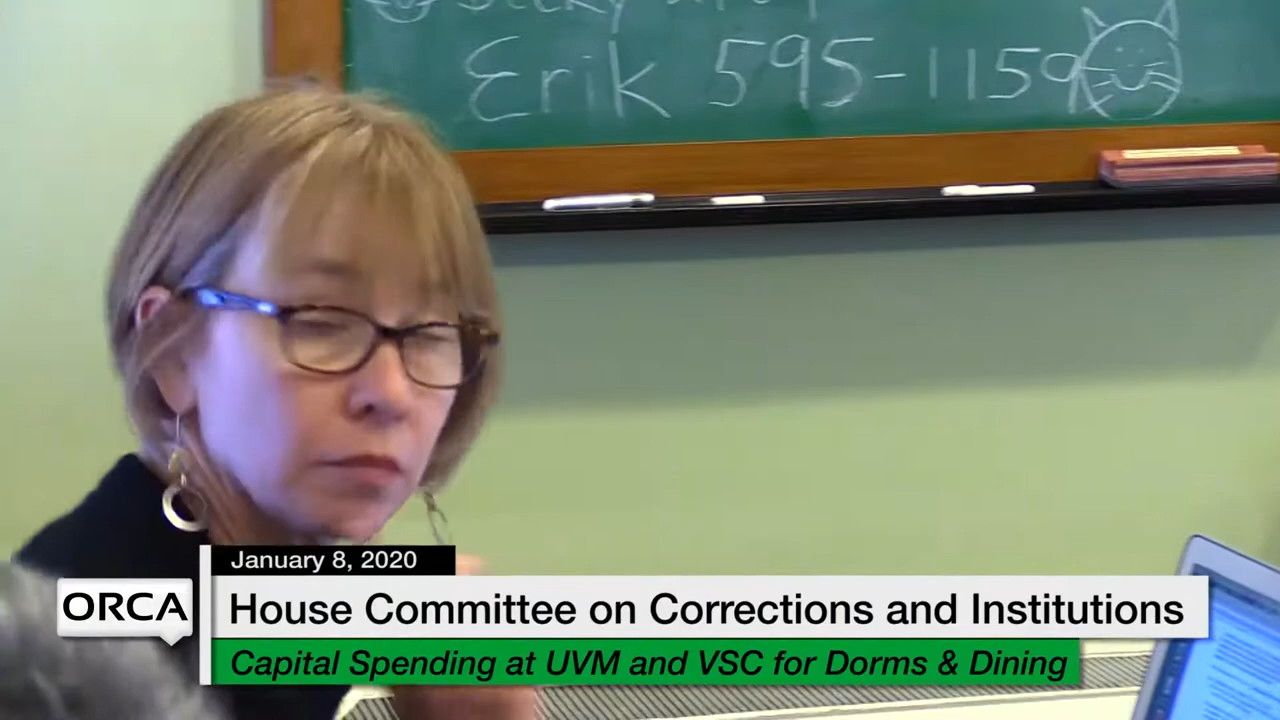 Erik 595-1159
January 8, 2020
ORCA
House Committee on Corrections and Institutions
Capital Spending at UVM and VSC for Dorms & Dining